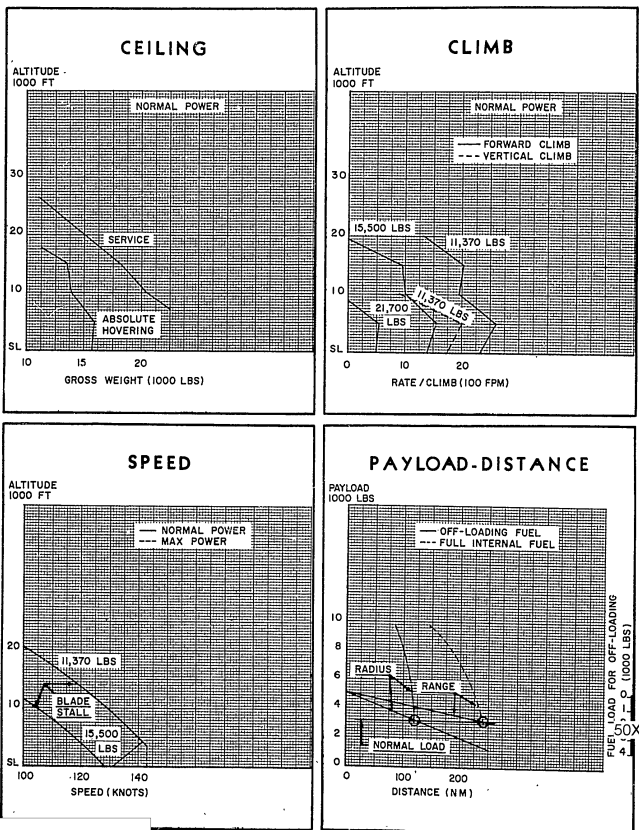 CEILING
ALTITUDE
1000 FT
NORMAL POWER
30
20
10
SL
SERVICE
ABSOLUTE
HOVERING
10
20
GROSS WEIGHT (1000 LBS)
CLIMB
ALTITUDE
1000 FT
NORMAL POWER
FORWARD CLIMB
VERTICAL CLIMB
30
20
10
SL
15,500 LBS
11,370 LBS
11,370 LBS
21,700
LBS
0
10
20
RATE/CLIMB (100 FPM)
SPEED
ALTITUDE
1000 FT
NORMAL POWER
MAX POWER
20
10
SL
11,370 LBS
BLADE
STALL
15,500
LBS
100
120
140
SPEED (KNOTS)
PAYLOAD-DISTANCE
PAYLOAD
1000 LBS
OFF-LOADING FUEL
FULL INTERNAL FUEL
10
8
6
4
2
0
RADIUS
RANGE
NORMAL LOAD
0
100
200
DISTANCE (NM)
FUEL LOAD FOR OFF-LOADING
(1000 LBS)
0
1
50X
4